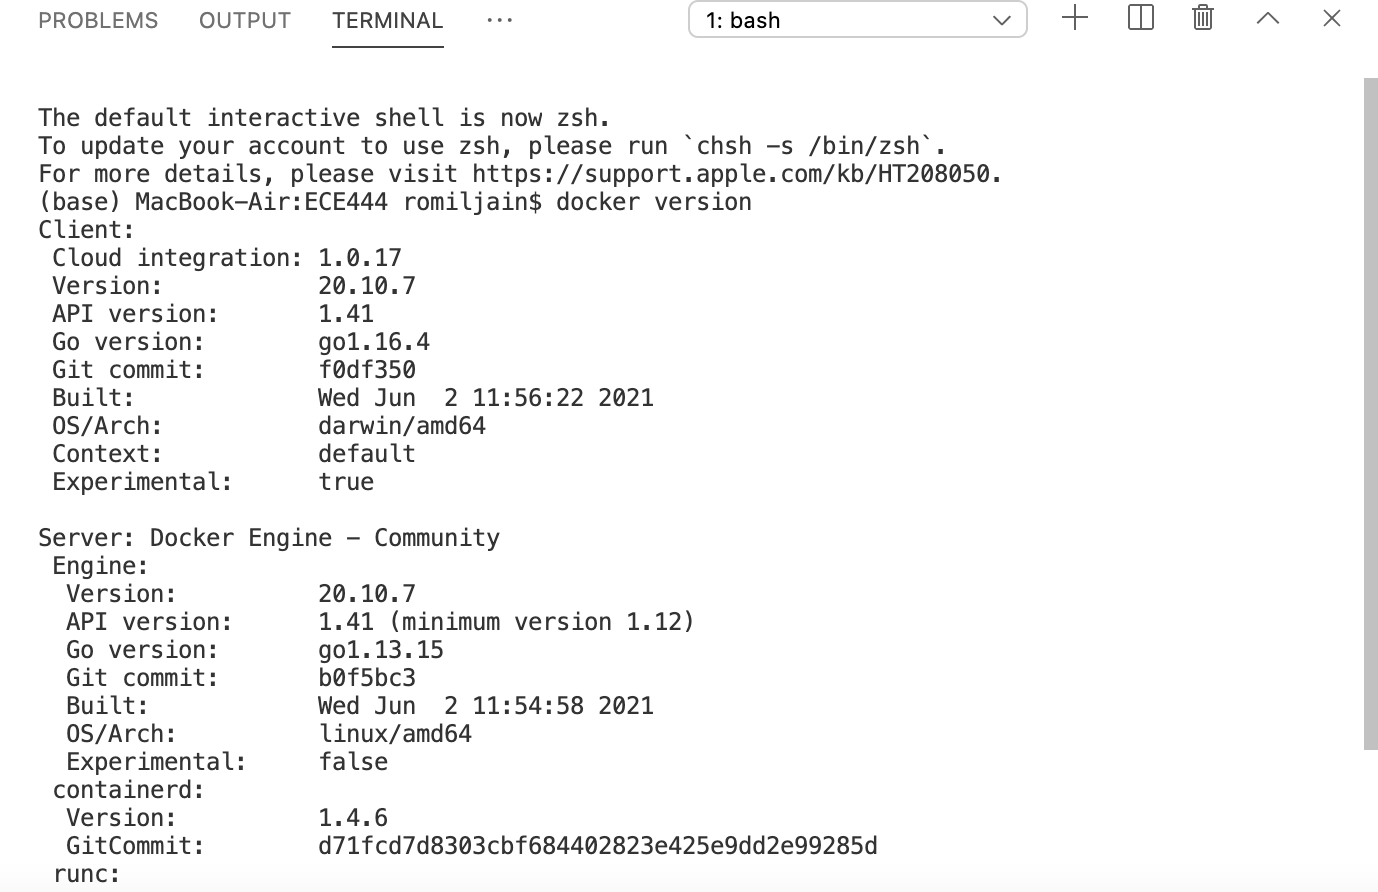 PROBLEMS OUTPUT TERMINAL ··· 1: bash
The default interactive shell is now zsh.
To update your account to use zsh, please run `chsh -s /bin/zsh`.
For more details, please visit https://support.apple.com/kb/HT208050.
(base) MacBook-Air:ECE444 romiljain$ docker version
Client:
 Cloud integration: 1.0.17
 Version:           20.10.7
 API version:       1.41
 Go version:        go1.16.4
 Git commit:        f0df350
 Built:             Wed Jun  2 11:56:22 2021
 OS/Arch:           darwin/amd64
 Context:           default
 Experimental:      true
Server: Docker Engine - Community
 Engine:
  Version:          20.10.7
  API version:      1.41 (minimum version 1.12)
  Go version:       go1.13.15
  Git commit:       b0f5bc3
  Built:            Wed Jun  2 11:54:58 2021
  OS/Arch:          linux/amd64
  Experimental:     false
 containerd:
  Version:          1.4.6
  GitCommit:        d71fcd7d8303cbf684402823e425e9dd2e99285d
 runc: